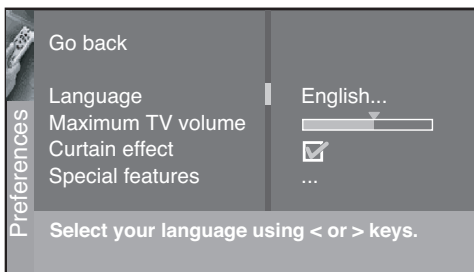 Preferences
Go back
Language English...
Maximum TV volume
Curtain effect
Special features ...
Select your language using < or > keys.